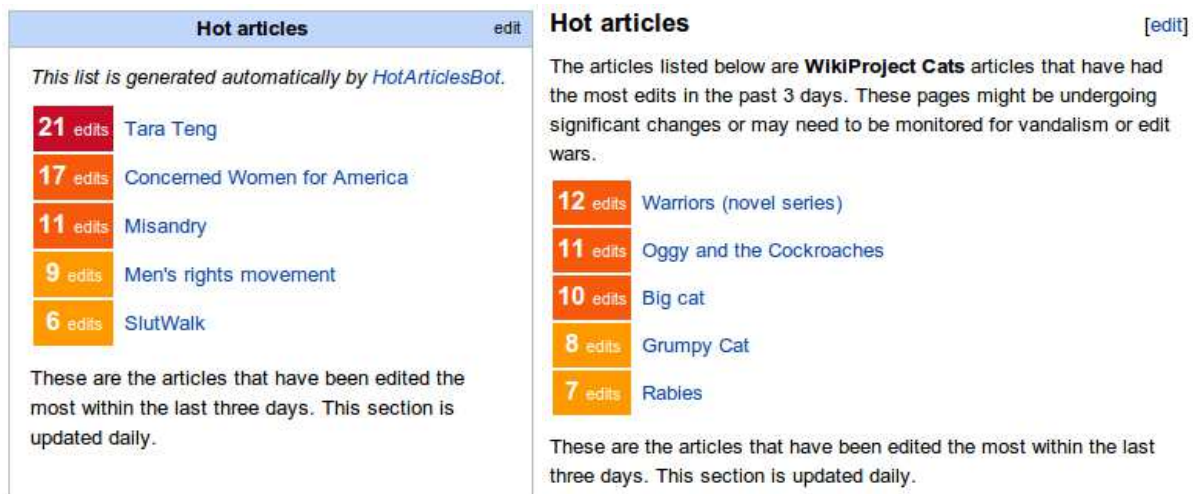 Hot articles edit
This list is generated automatically by HotArticlesBot.
21 edits Tara Teng
17 edits Concerned Women for America
11 edits Misandry
9 edits Men's rights movement
6 edits SlutWalk
These are the articles that have been edited the
most within the last three days. This section is
updated daily.
Hot articles [edit]
The articles listed below are WikiProject Cats articles that have had
the most edits in the past 3 days. These pages might be undergoing
significant changes or may need to be monitored for vandalism or edit
wars.
12 edits Warriors (novel series)
11 edits Oggy and the Cockroaches
10 edits Big cat
8 edits Grumpy Cat
7 edits Rabies
These are the articles that have been edited the most within the last
three days. This section is updated daily.